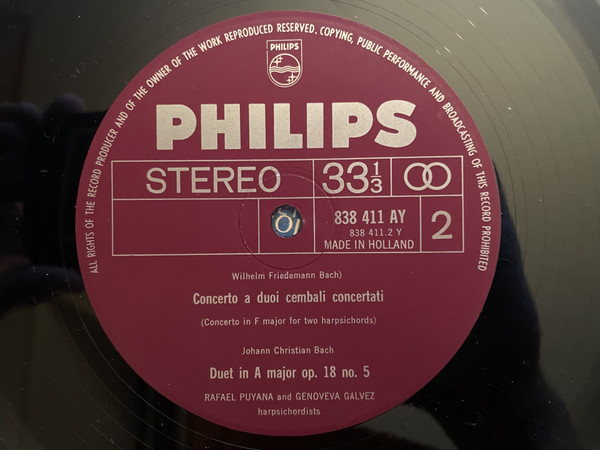 ALL RIGHTS OF THE RECORD PRODUCER AND OF THE OWNER OF THE WORK REPRODUCED RESERVED. COPYING, PUBLIC PERFORMANCE AND BROADCASTING OF THIS RECORD PROHIBITED
PHILIPS
PHILIPS
STEREO 33⅓
838 411 AY
838 411.2 Y
MADE IN HOLLAND
2
Wilhelm Friedemann Bach)
Concerto a duoi cembali concertati
(Concerto in F major for two harpsichords)
Johann Christian Bach
Duet in A major op. 18 no. 5
RAFAEL PUYANA and GENOVEVA GALVEZ
harpsichordists